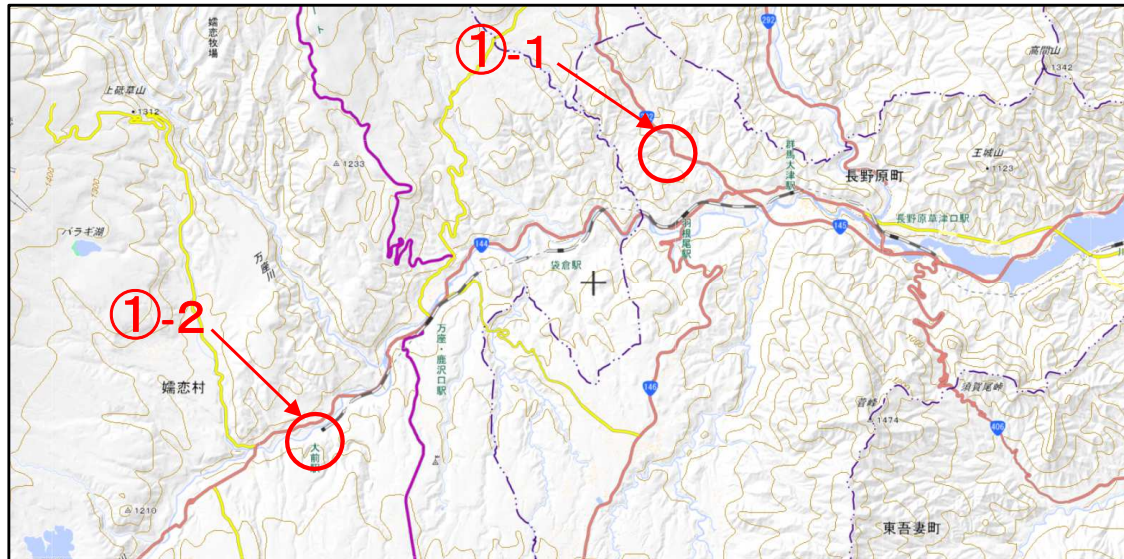 嬬恋牧場
292
高間山
1342
①-1
上砥草山
1312
1400
1233
王城山
1123
群馬大津駅
長野原町
長野原草津口駅
145
バラギ湖
万座川
144
羽根尾駅
袋倉駅
①-2
万座・鹿沢口駅
嬬恋村
146
須賀尾峠
菅峰
1474
406
大前駅
1210
東吾妻町